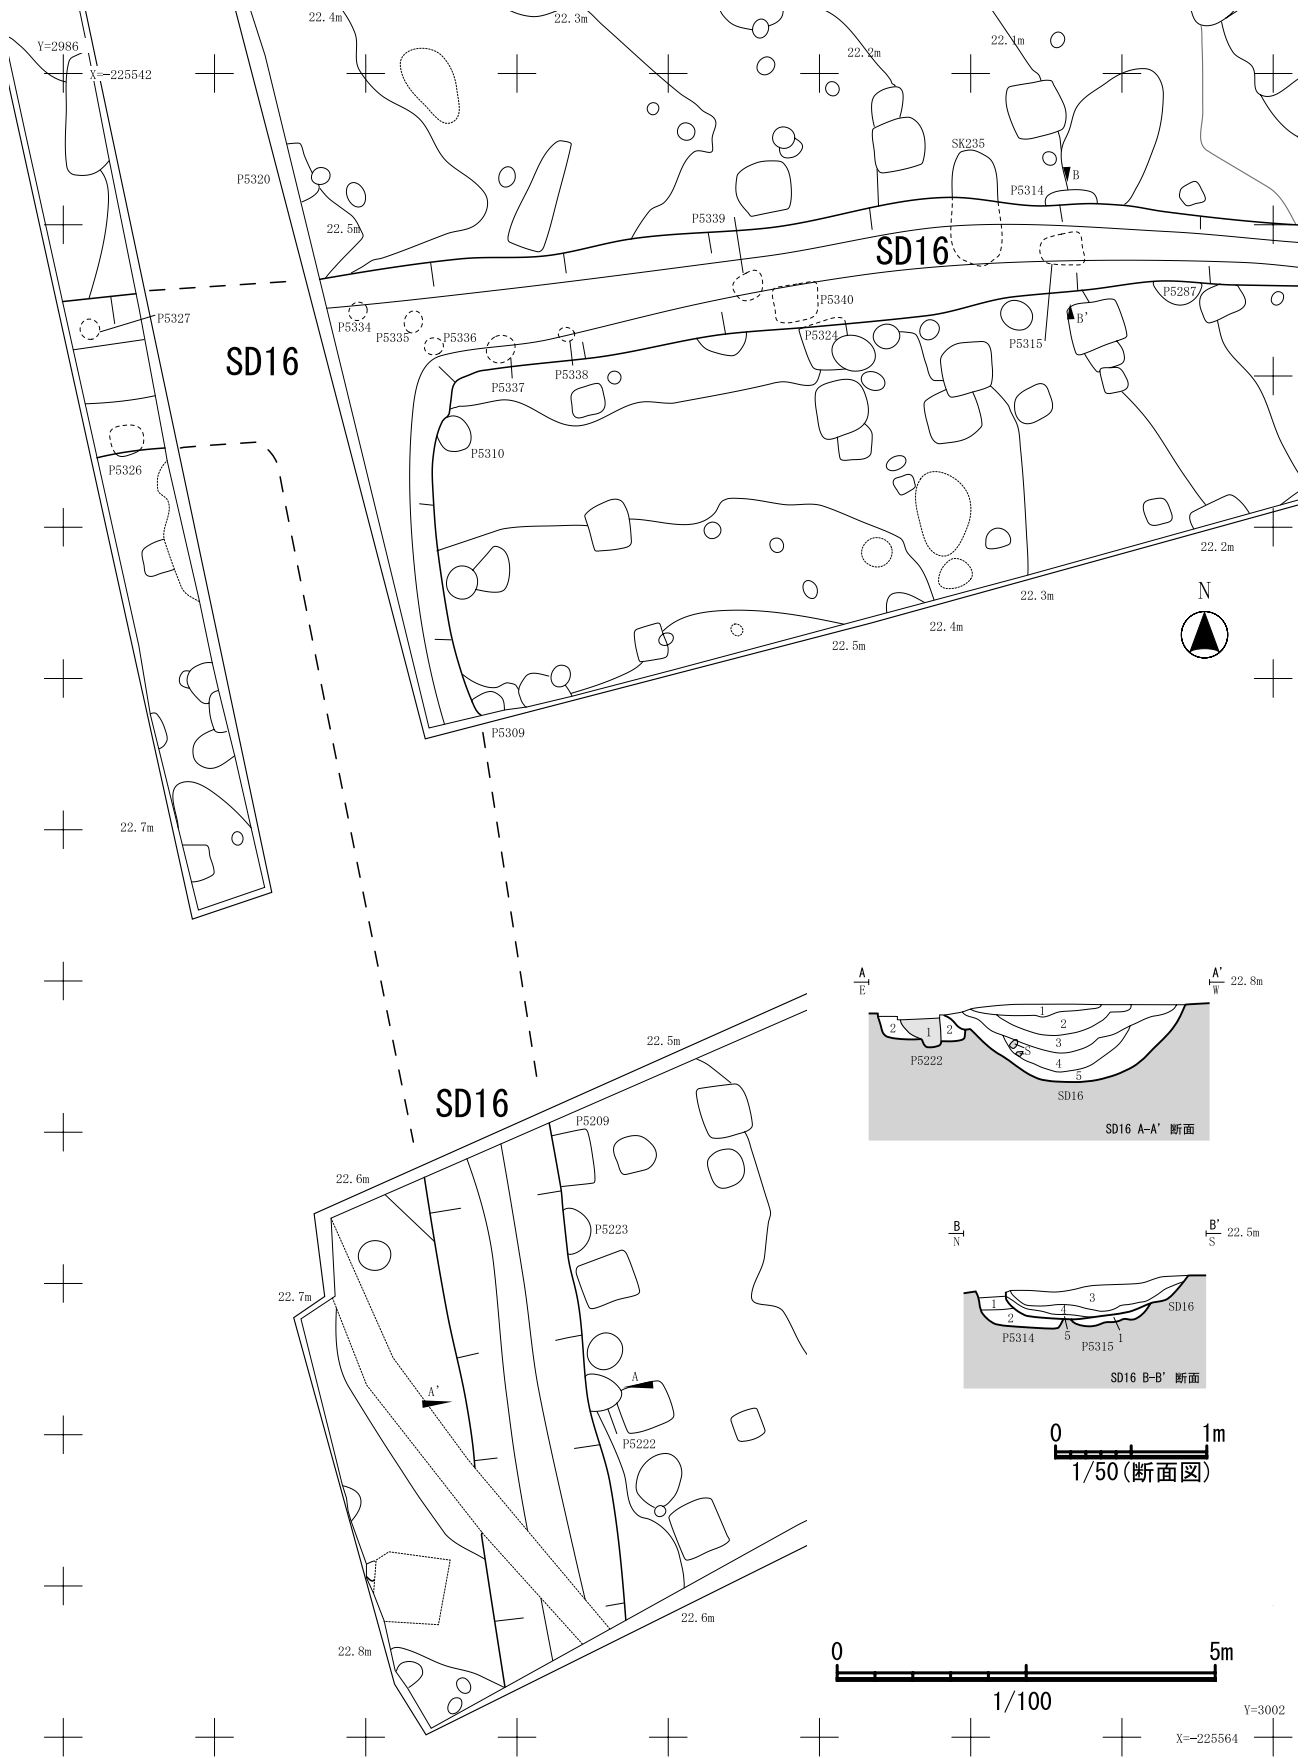 22.4m
22.3m
Y=2986
22.2m
22.1m
X=-225542
SK235
P5320
B
P5314
P5339
22.5m
SD16
P5327
P5334
P5335
P5336
P5340
P5287
P5324
B'
P5315
SD16
P5338
P5337
P5310
P5326
22.2m
N
22.3m
22.4m
22.5m
P5309
22.7m
A
E
A'
W
22.8m
22.5m
1
2
2
1
2
3
S
4
5
P5222
SD16
SD16
SD16 A-A' 断面
P5209
22.6m
P5223
B
N
B'
S
22.5m
22.7m
3
1
4
2
SD16
P5314
5
P5315
1
SD16 B-B' 断面
A
A'
0 1m
1/50(断面図)
P5222
22.6m
22.8m
0 5m
1/100
Y=3002
X=-225564